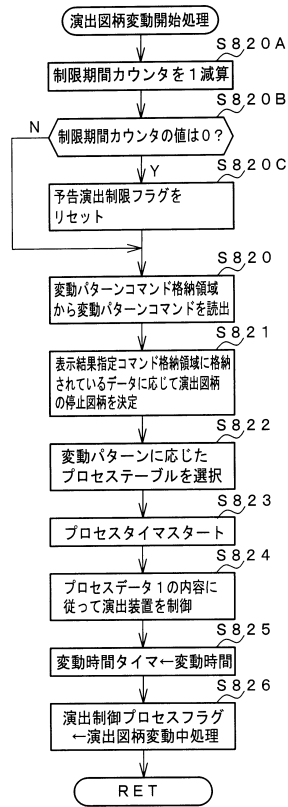 演出図柄変動開始処理
S820A
制限期間カウンタを1減算
S820B
N
制限期間カウンタの値は0?
Y
S820C
予告演出制限フラグを
リセット
S820
変動パターンコマンド格納領域
から変動パターンコマンドを読出
S821
表示結果指定コマンド格納領域に格納
されているデータに応じて演出図柄
の停止図柄を決定
S822
変動パターンに応じた
プロセステーブルを選択
S823
プロセスタイマスタート
S824
プロセスデータ1の内容に
従って演出装置を制御
S825
変動時間タイマ←変動時間
S826
演出制御プロセスフラグ
←演出図柄変動中処理
RET